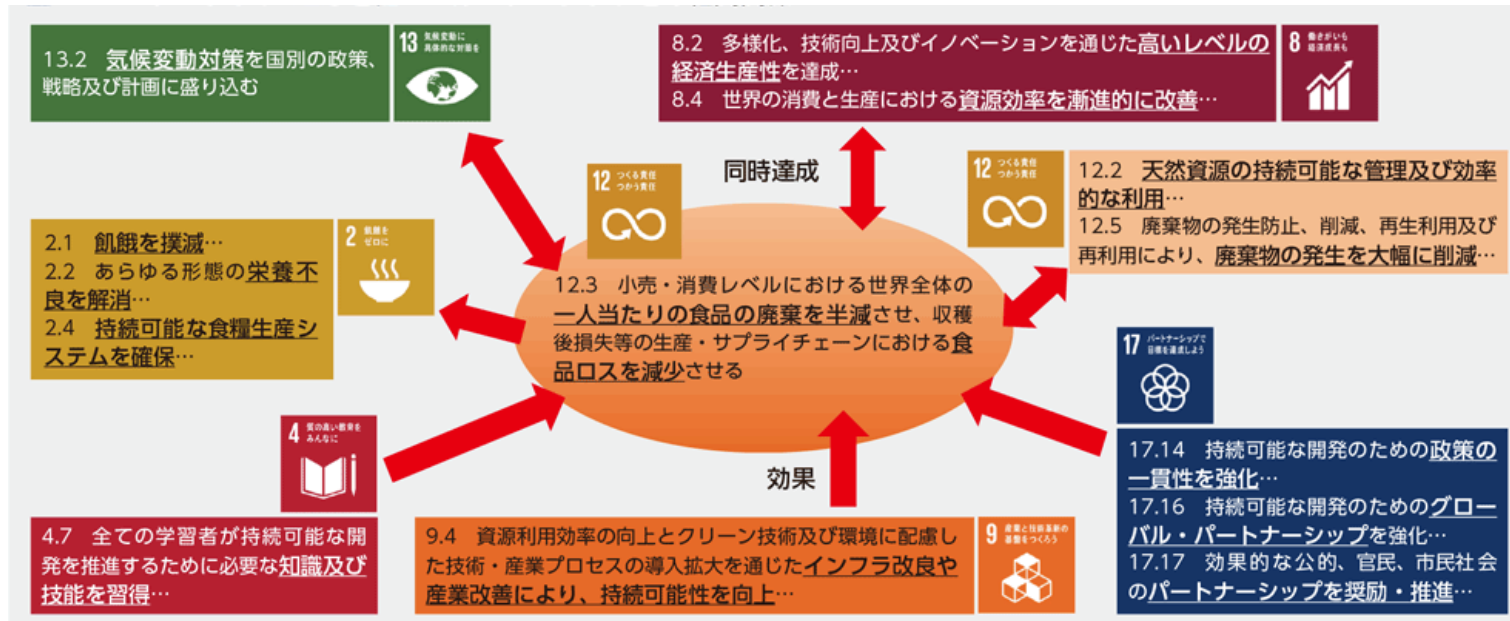 13.2 気候変動対策を国別の政策、
戦略及び計画に盛り込む
13 気候変動に
具体的な対策を
8.2 多様化、技術向上及びイノベーションを通じた高いレベルの
経済生産性を達成…
8.4 世界の消費と生産における資源効率を漸進的に改善…
8 働きがいも
経済成長も
同時達成
12 つくる責任
つかう責任
12 つくる責任
つかう責任
12.2 天然資源の持続可能な管理及び効率
的な利用…
12.5 廃棄物の発生防止、削減、再生利用及び
再利用により、廃棄物の発生を大幅に削減…
2.1 飢餓を撲滅…
2.2 あらゆる形態の栄養不
良を解消…
2.4 持続可能な食糧生産シ
ステムを確保…
2 飢餓を
ゼロに
12.3 小売・消費レベルにおける世界全体の
一人当たりの食品の廃棄を半減させ、収穫
後損失等の生産・サプライチェーンにおける食
品ロスを減少させる
17 パートナーシップで
目標を達成しよう
4 質の高い教育を
みんなに
効果
17.14 持続可能な開発のための政策の
一貫性を強化…
17.16 持続可能な開発のためのグロー
バル・パートナーシップを強化…
17.17 効果的な公的、官民、市民社会
のパートナーシップを奨励・推進…
4.7 全ての学習者が持続可能な開
発を推進するために必要な知識及び
技能を習得…
9.4 資源利用効率の向上とクリーン技術及び環境に配慮し
た技術・産業プロセスの導入拡大を通じたインフラ改良や
産業改善により、持続可能性を向上…
9 産業と技術革新の
基盤をつくろう